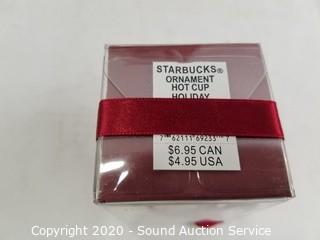 STARBUCKS®
ORNAMENT
HOT CUP
HOLIDAY
$6.95 CAN
$4.95 USA
Copyright 2020 - Sound Auction Service